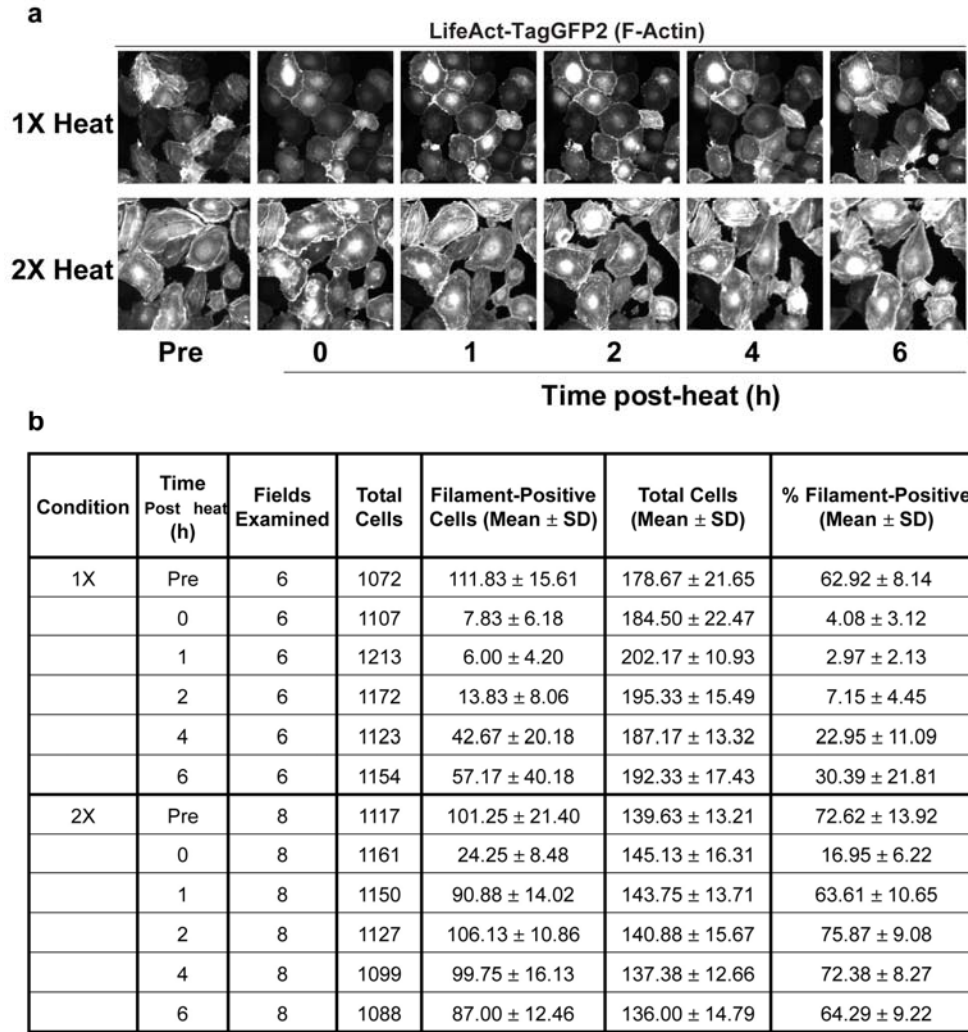 a
LifeAct-TagGFP2 (F-Actin)
1X Heat
2X Heat
Pre 0 1 2 4 6
Time post-heat (h)
b
Condition Time Post heat (h) Fields Examined Total Cells Filament-Positive Cells (Mean ± SD) Total Cells (Mean ± SD) % Filament-Positive (Mean ± SD)
1X Pre 6 1072 111.83 ± 15.61 178.67 ± 21.65 62.92 ± 8.14
0 6 1107 7.83 ± 6.18 184.50 ± 22.47 4.08 ± 3.12
1 6 1213 6.00 ± 4.20 202.17 ± 10.93 2.97 ± 2.13
2 6 1172 13.83 ± 8.06 195.33 ± 15.49 7.15 ± 4.45
4 6 1123 42.67 ± 20.18 187.17 ± 13.32 22.95 ± 11.09
6 6 1154 57.17 ± 40.18 192.33 ± 17.43 30.39 ± 21.81
2X Pre 8 1117 101.25 ± 21.40 139.63 ± 13.21 72.62 ± 13.92
0 8 1161 24.25 ± 8.48 145.13 ± 16.31 16.95 ± 6.22
1 8 1150 90.88 ± 14.02 143.75 ± 13.71 63.61 ± 10.65
2 8 1127 106.13 ± 10.86 140.88 ± 15.67 75.87 ± 9.08
4 8 1099 99.75 ± 16.13 137.38 ± 12.66 72.38 ± 8.27
6 8 1088 87.00 ± 12.46 136.00 ± 14.79 64.29 ± 9.22